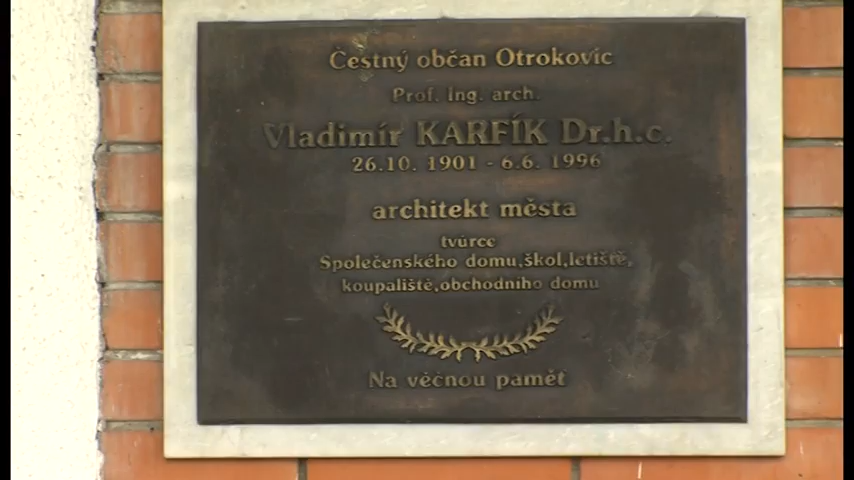 Čestný občan Otrokovic
Prof. Ing. arch.
Vladimír KARFÍK Dr.h.c.
26.10. 1901 - 6.6. 1996
architekt města
tvůrce
Společenského domu,škol,letiště,
koupaliště,obchodního domu
Na věčnou paměť